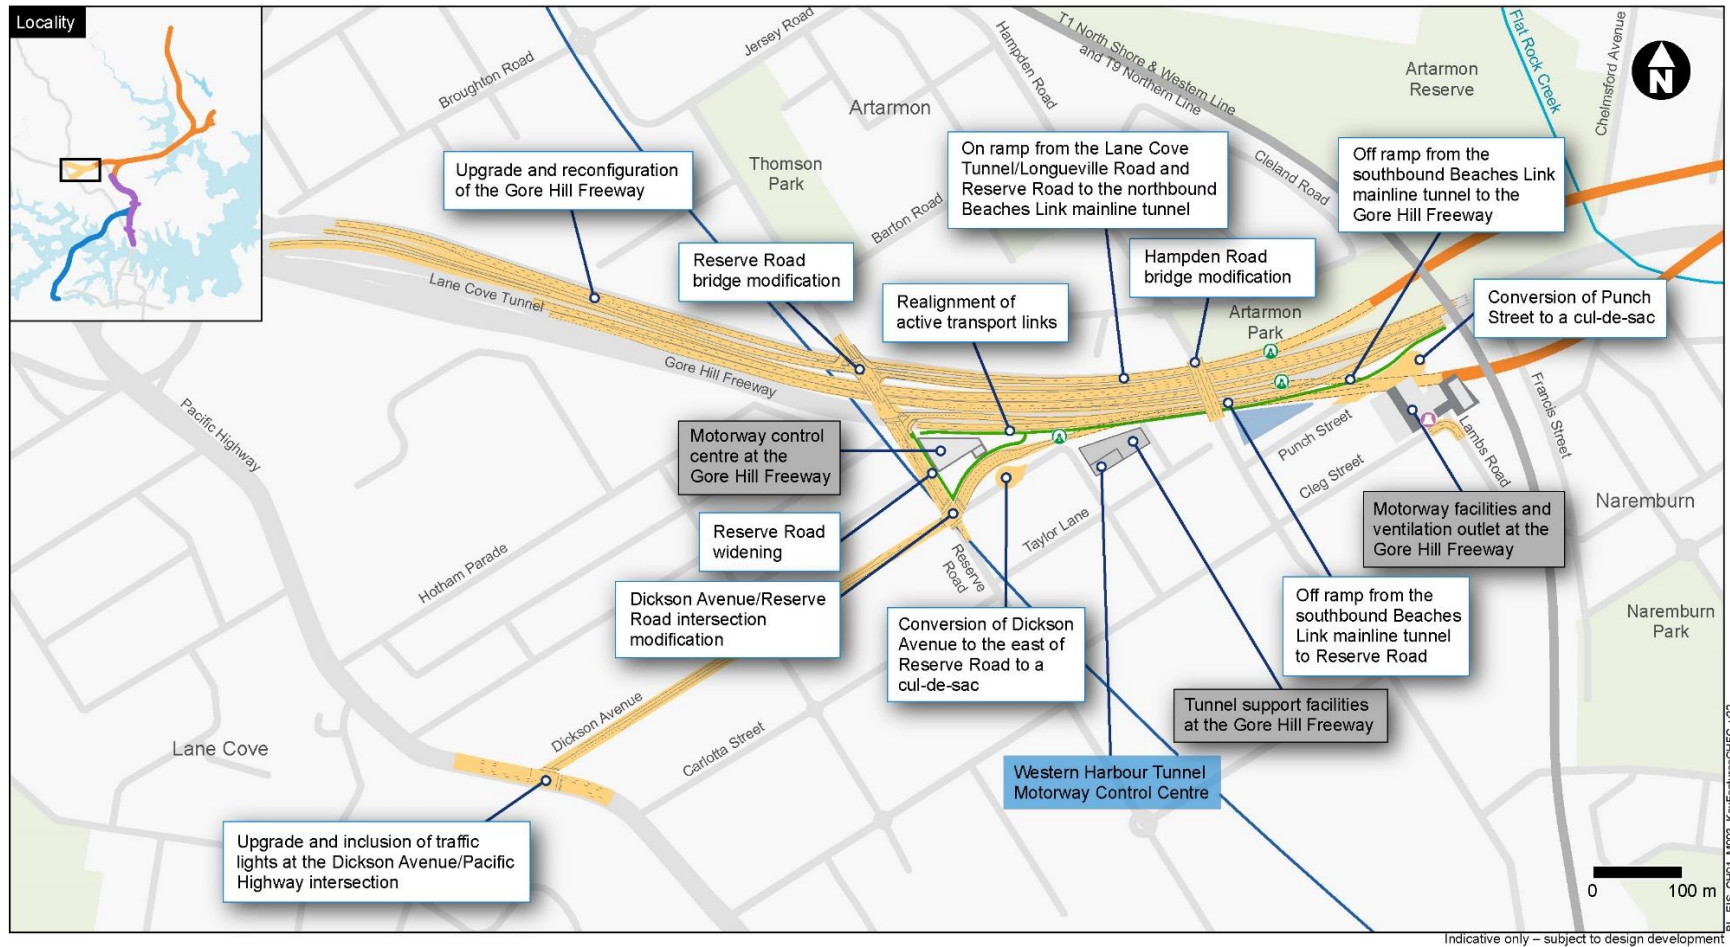 Locality
Jersey Road
Broughton Road
Hampden Road
T1 North Shore & Western Line
and T9 Northern Line
Flat Rock Creek
Chelmsford Avenue
N
Artarmon
Artarmon
Reserve
Thomson
Park
Cleland Road
Barton Road
Upgrade and reconfiguration
of the Gore Hill Freeway
On ramp from the Lane Cove
Tunnel/Longueville Road and
Reserve Road to the northbound
Beaches Link mainline tunnel
Off ramp from the
southbound Beaches Link
mainline tunnel to the
Gore Hill Freeway
Reserve Road
bridge modification
Hampden Road
bridge modification
Realignment of
active transport links
Conversion of Punch
Street to a cul-de-sac
Artarmon
Park
Lane Cove Tunnel
Gore Hill Freeway
Pacific Highway
Motorway control
centre at the
Gore Hill Freeway
Punch Street
Cleg Street
Lambs Road
Francis Street
Naremburn
Motorway facilities and
ventilation outlet at the
Gore Hill Freeway
Reserve Road
widening
Taylor Lane
Reserve
Road
Hotham Parade
Dickson Avenue/Reserve
Road intersection
modification
Conversion of Dickson
Avenue to the east of
Reserve Road to a
cul-de-sac
Off ramp from the
southbound Beaches
Link mainline tunnel
to Reserve Road
Naremburn
Park
Tunnel support facilities
at the Gore Hill Freeway
Lane Cove
Dickson Avenue
Carlotta Street
Western Harbour Tunnel
Motorway Control Centre
Upgrade and inclusion of traffic
lights at the Dickson Avenue/Pacific
Highway intersection
0 100 m
Indicative only – subject to design development